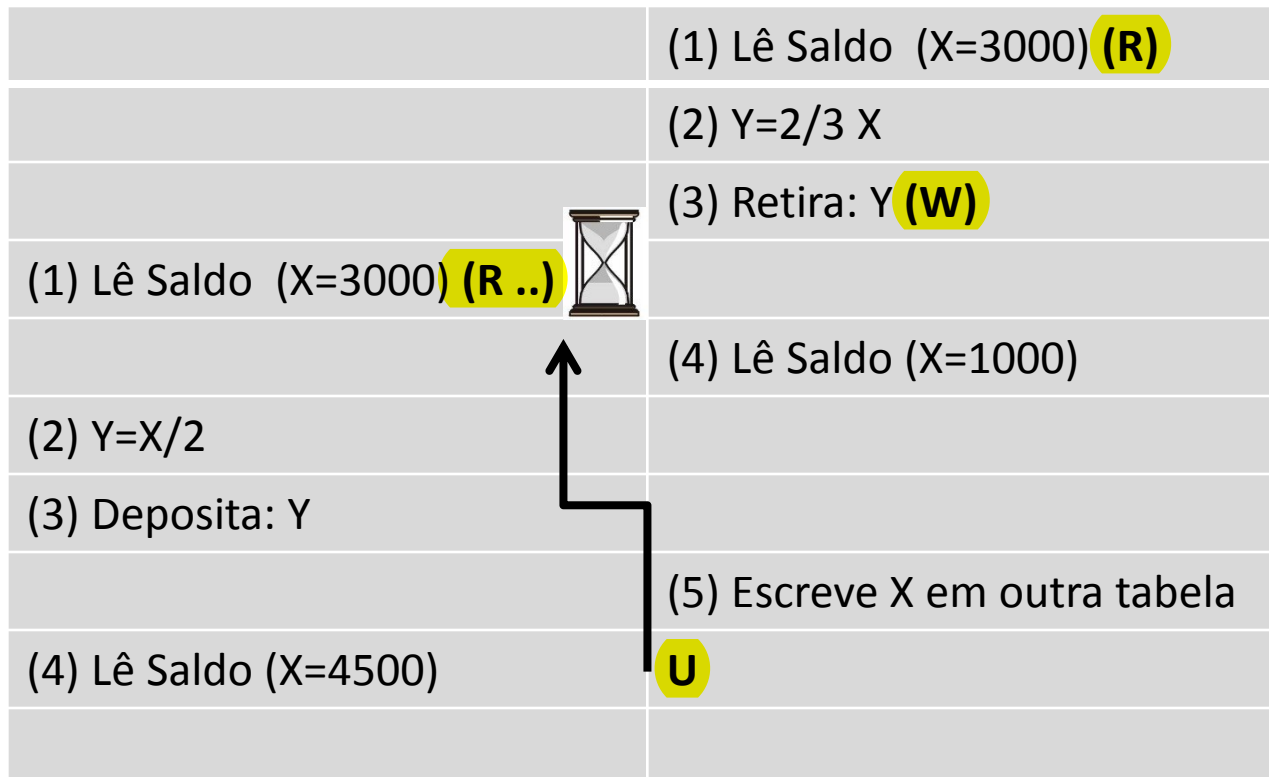 (1) Lê Saldo (X=3000) (R)
(2) Y=2/3 X
(3) Retira: Y (W)
(1) Lê Saldo (X=3000) (R ..)
(4) Lê Saldo (X=1000)
(2) Y=X/2
(3) Deposita: Y
(5) Escreve X em outra tabela
(4) Lê Saldo (X=4500) U